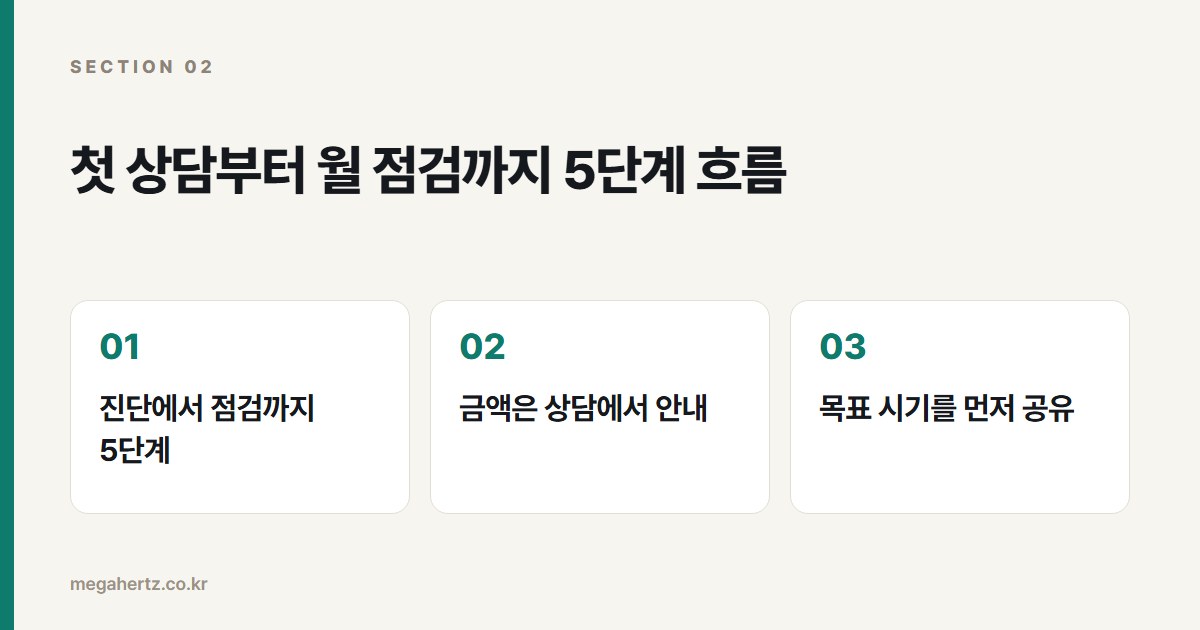 SECTION 02
첫 상담부터 월 점검까지 5단계 흐름
01
진단에서 점검까지
5단계
02
금액은 상담에서 안내
03
목표 시기를 먼저 공유
megahertz.co.kr